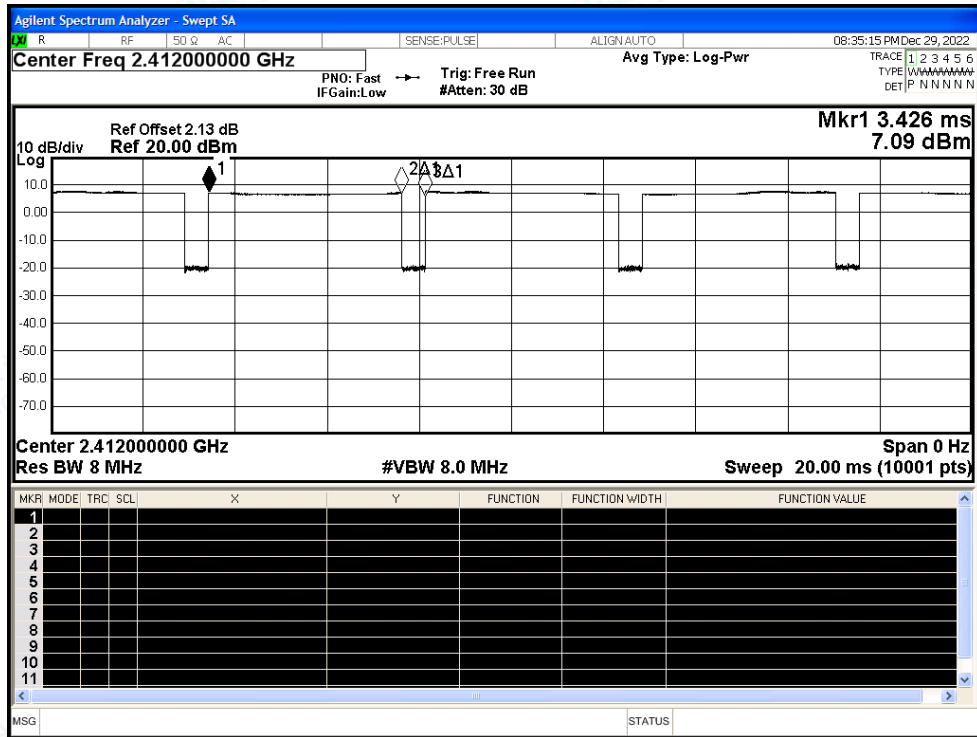 Agilent Spectrum Analyzer - Swept SA
LXI R RF 50 Ω AC SENSE:PULSE ALIGN AUTO 08:35:15 PM Dec 29, 2022
Center Freq 2.412000000 GHz
PNO: Fast
IFGain:Low
Trig: Free Run
#Atten: 30 dB
Avg Type: Log-Pwr
TRACE 1 2 3 4 5 6
TYPE
DET P N N N N N
Mkr1 3.426 ms
7.09 dBm
Ref Offset 2.13 dB
10 dB/div Ref 20.00 dBm
Log
1
2Δ1
3Δ1
10.0
0.00
-10.0
-20.0
-30.0
-40.0
-50.0
-60.0
-70.0
Center 2.412000000 GHz Span 0 Hz
Res BW 8 MHz #VBW 8.0 MHz Sweep 20.00 ms (10001 pts)
MKR MODE TRC SCL X Y FUNCTION FUNCTION WIDTH FUNCTION VALUE
1
2
3
4
5
6
7
8
9
10
11
MSG STATUS